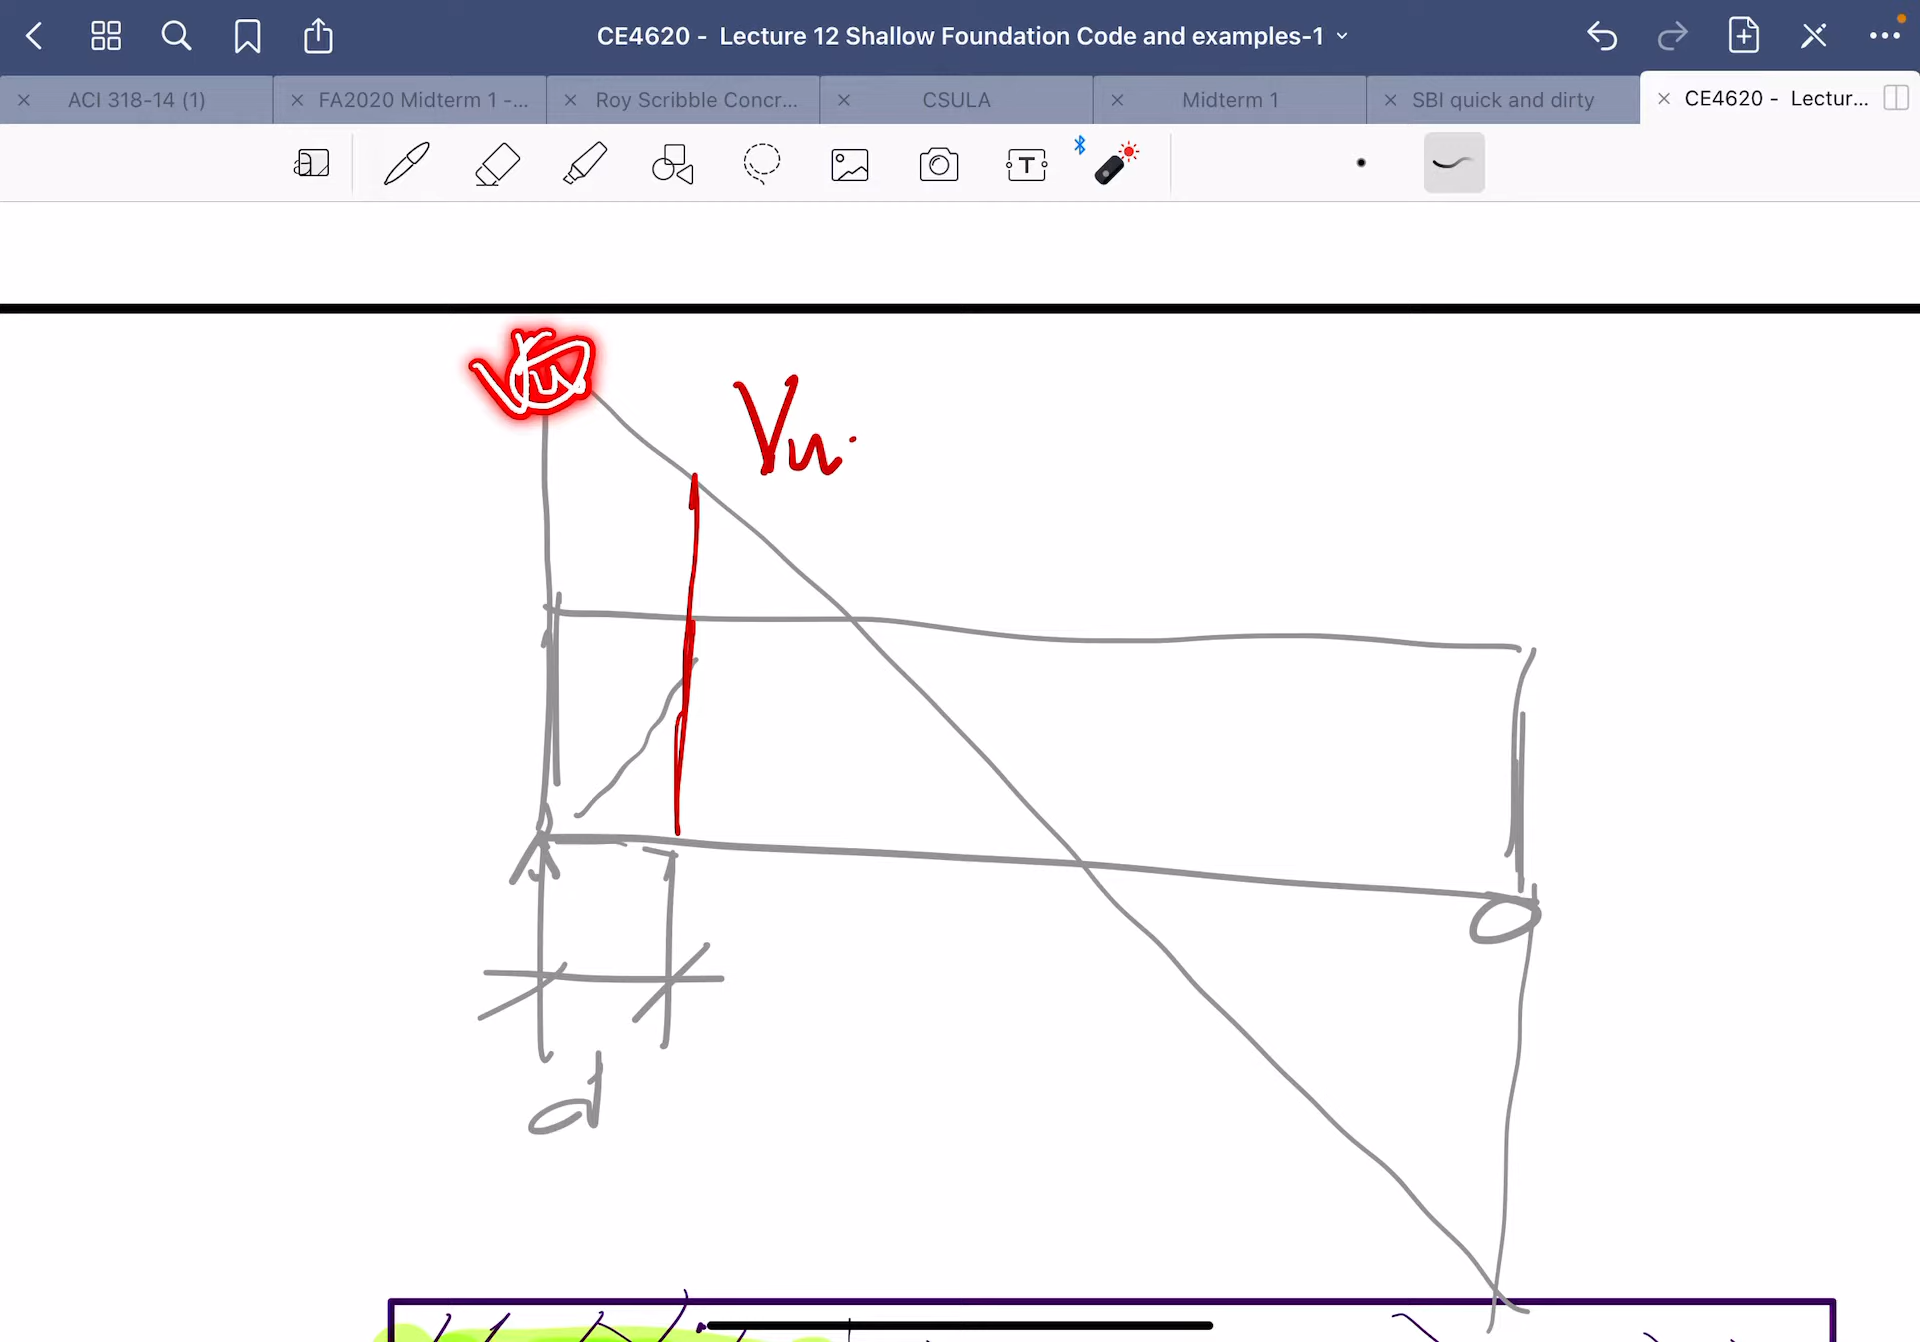 CE4620 - Lecture 12 Shallow Foundation Code and examples-1
ACI 318-14 (1)
FA2020 Midterm 1 -...
Roy Scribble Concr...
CSULA
Midterm 1
SBI quick and dirty
CE4620 - Lectur...
a
T
Vu
Vu
d